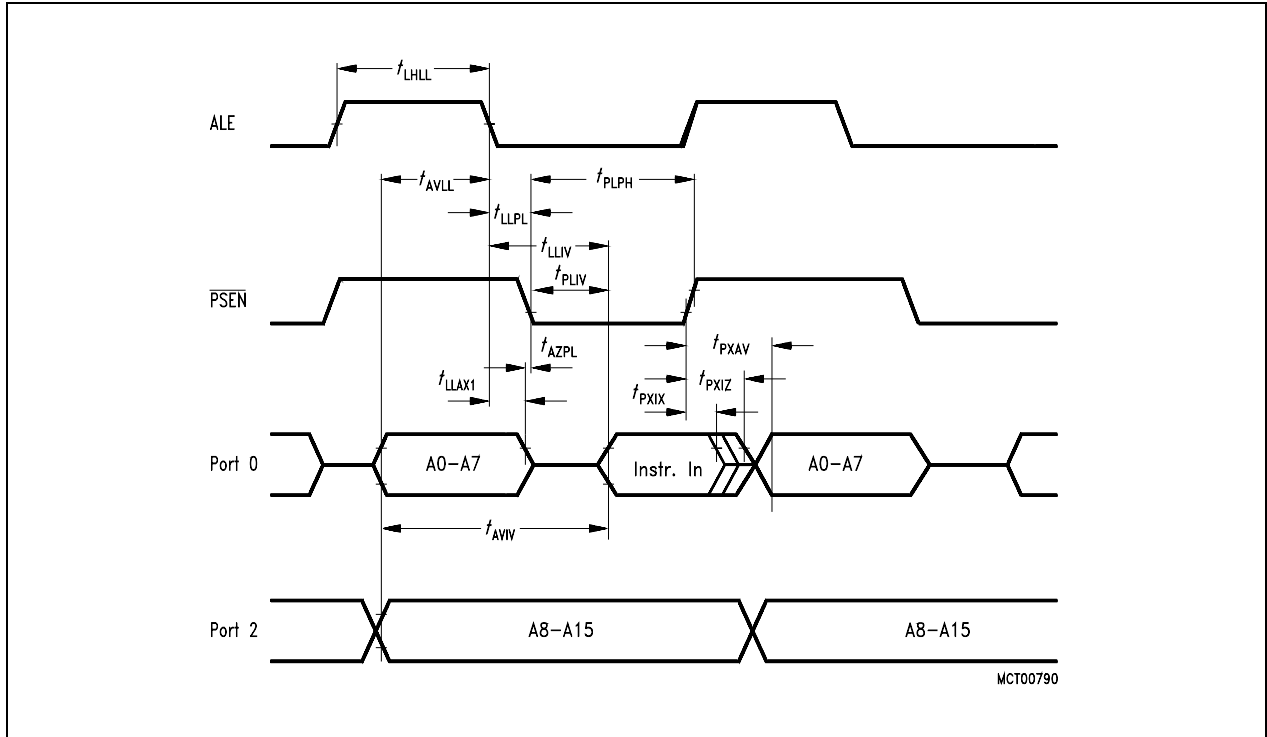 tLHLL
ALE
tAVLL
tPLPH
tLLPL
tLLIV
tPLIV
PSEN
tAZPL
tPXAV
tLLAX1
tPXIZ
tPXIX
Port 0
A0-A7
Instr. In
A0-A7
tAVIV
Port 2
A8-A15
A8-A15
MCT00790